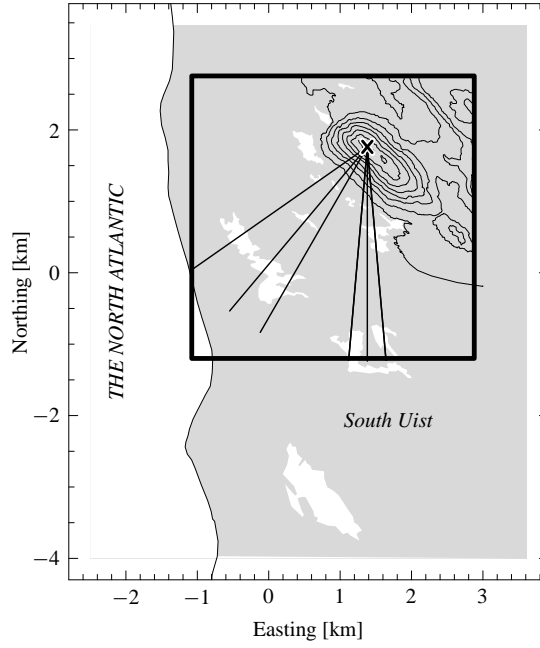 Northing [km]
2
0
−2
−4
THE NORTH ATLANTIC
South Uist
−2 −1 0 1 2 3
Easting [km]